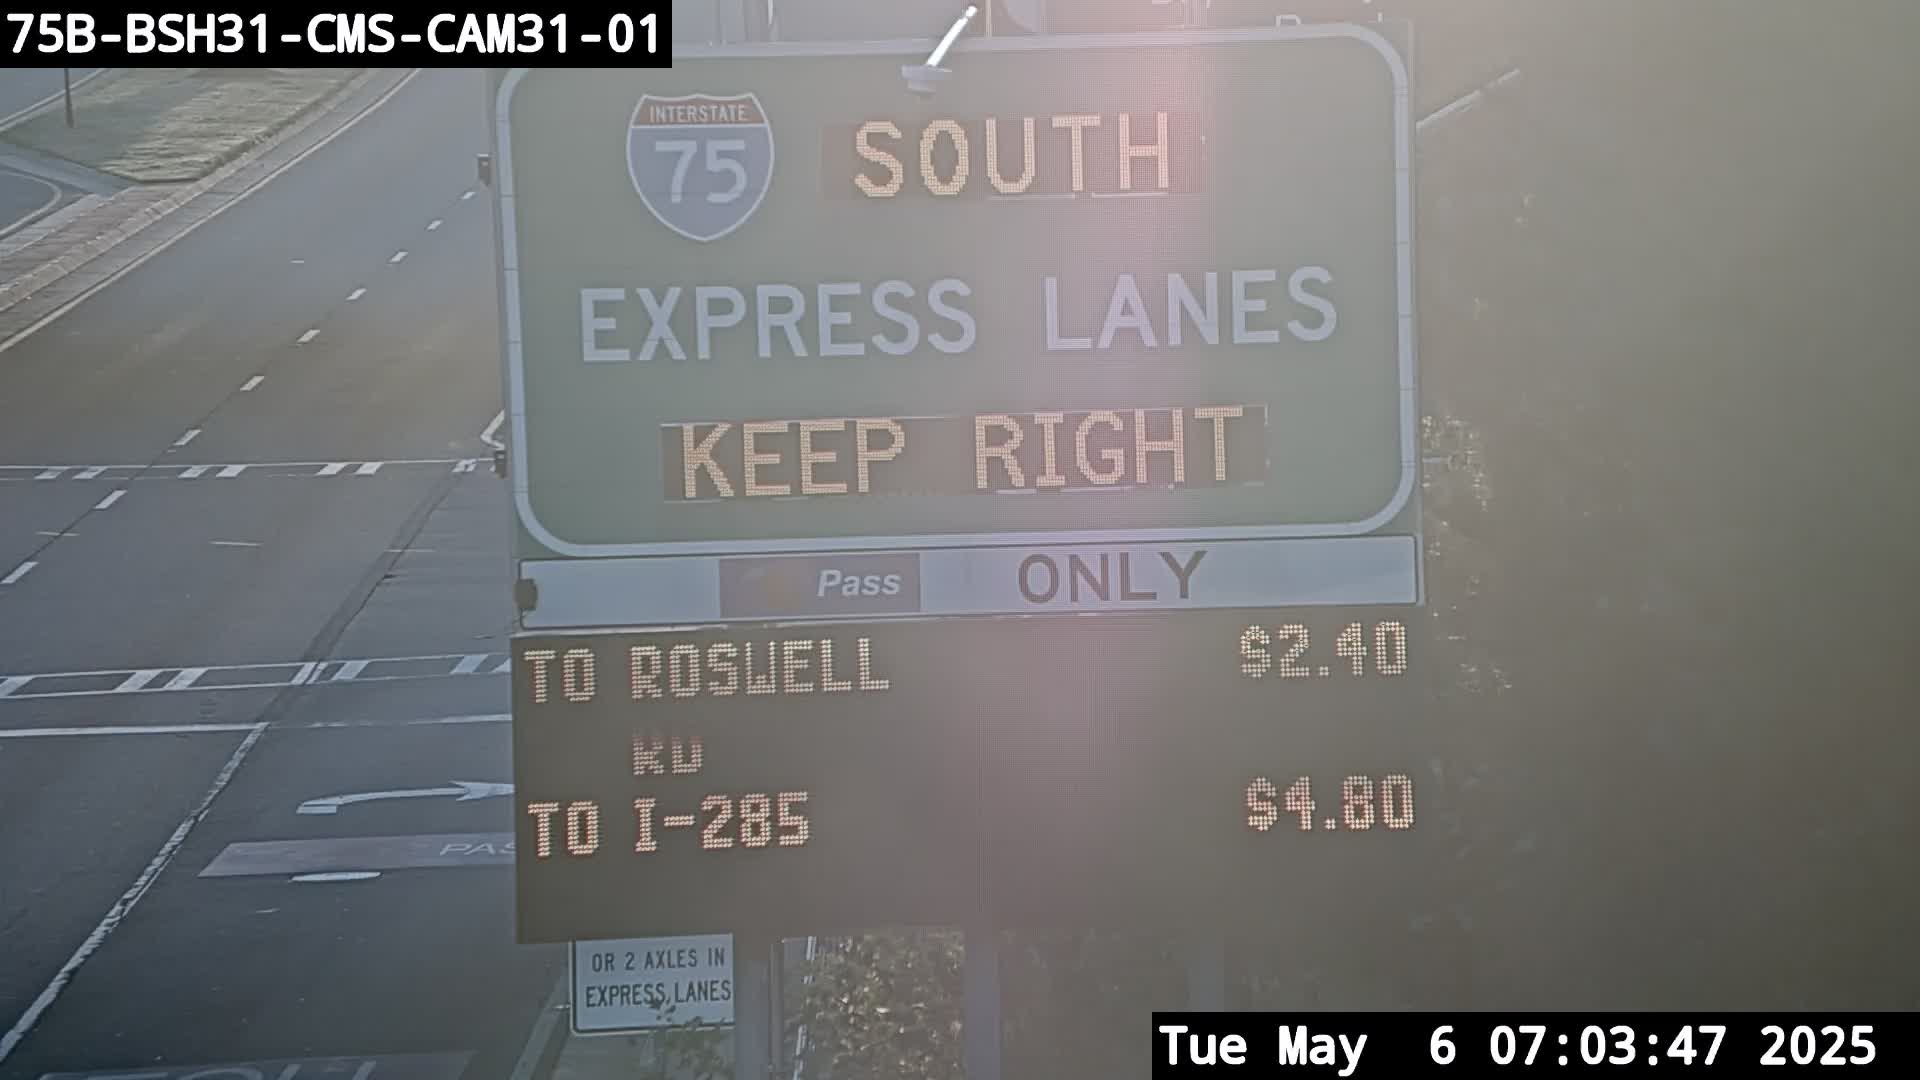 75B-BSH31-CMS-CAM31-01
INTERSTATE
75
SOUTH
EXPRESS LANES
KEEP RIGHT
Pass ONLY
TO ROSWELL $2.40
RD
TO I-285 $4.80
PAS
OR 2 AXLES IN
EXPRESS LANES
Tue May 6 07:03:47 2025